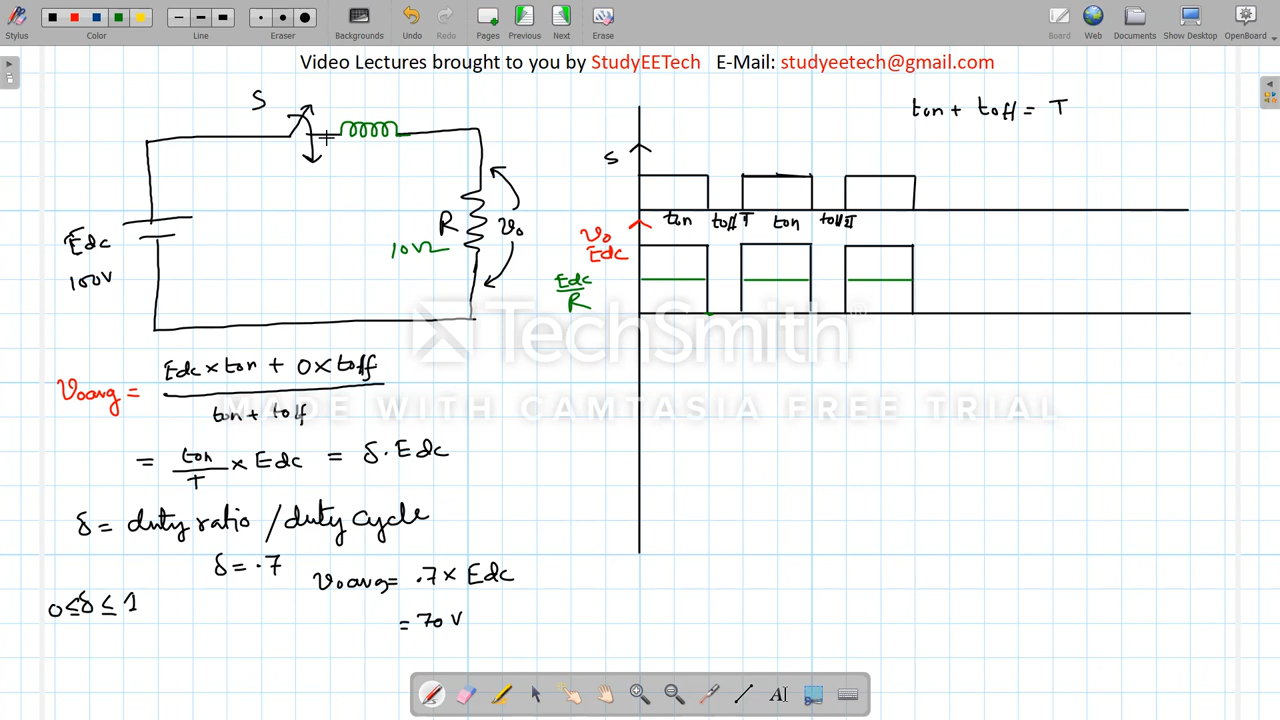 Stylus Color Line Eraser Backgrounds Undo Redo Pages Previous Next Erase Board Web Documents Show Desktop OpenBoard
Video Lectures brought to you by StudyEETech E-Mail: studyeetech@gmail.com
ton + toff = T
S
S
Edc
100V
R
10Ω
vo
ton toff T ton toff
vo
Edc
Edc
R
TechSmith
MADE WITH CAMTASIA FREE TRIAL
Voavg = Edc × ton + 0 × toff
ton + toff
= ton × Edc = δ. Edc
T
δ = duty ratio / duty cycle
δ = .7
Voavg = .7 × Edc
0 ≤ δ ≤ 1
= 70 V